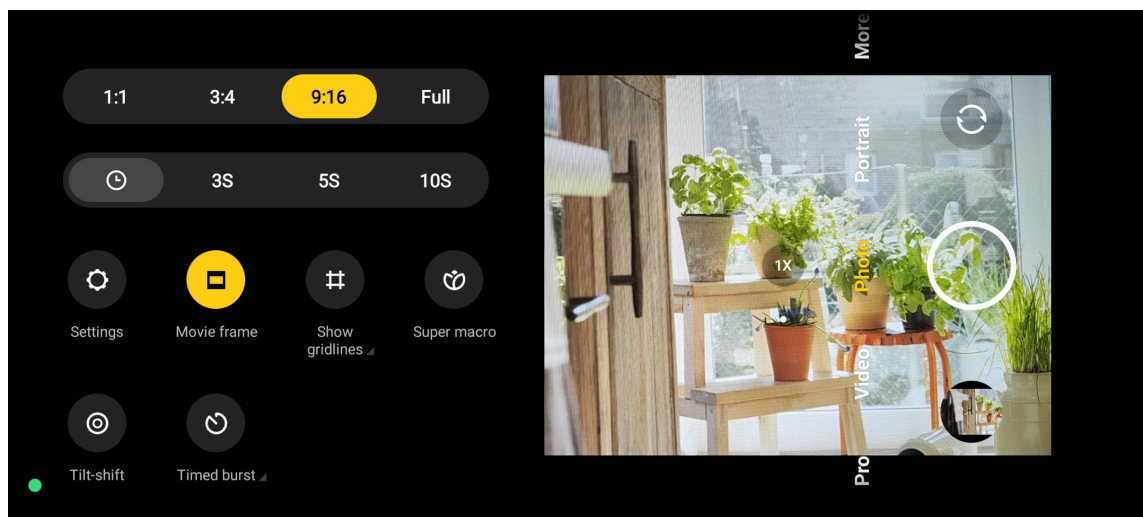 1:1 3:4 9:16 Full
3S 5S 10S
Settings Movie frame Show gridlines Super macro
Tilt-shift Timed burst
More
Portrait
1X
Photo
Video
Pro